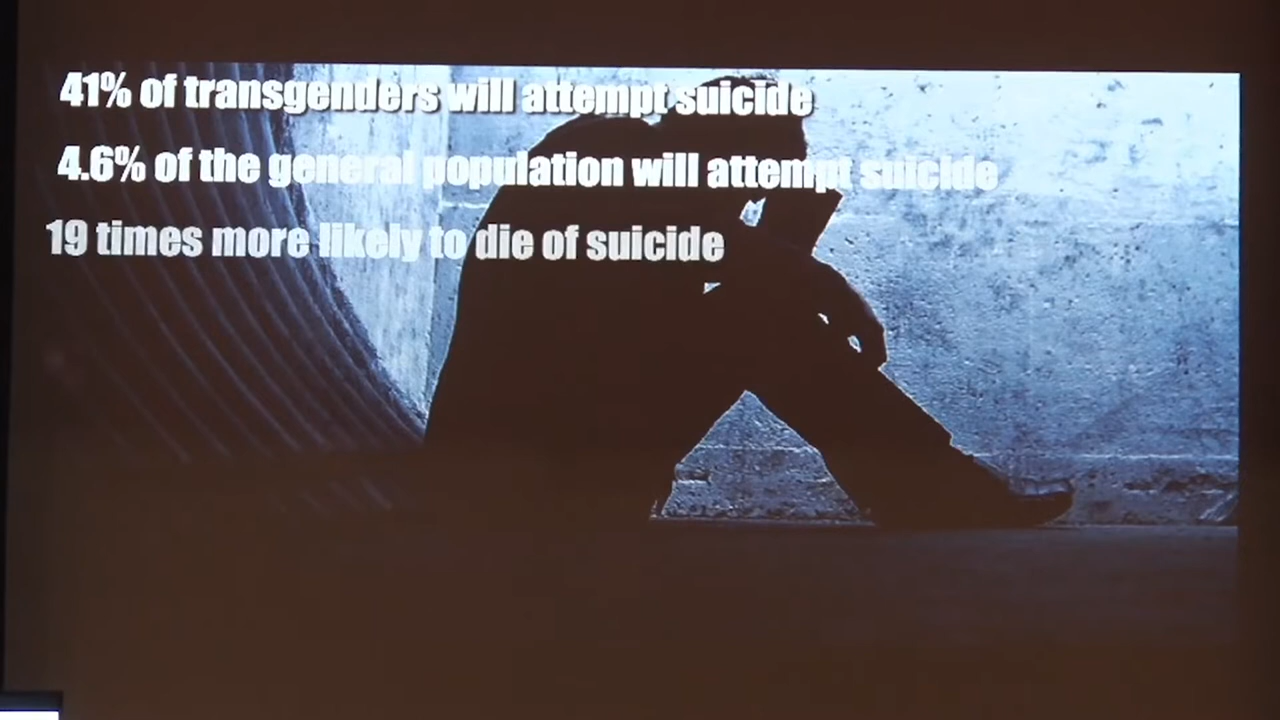 41% of transgenders will attempt suicide
4.6% of the general population will attempt suicide
19 times more likely to die of suicide